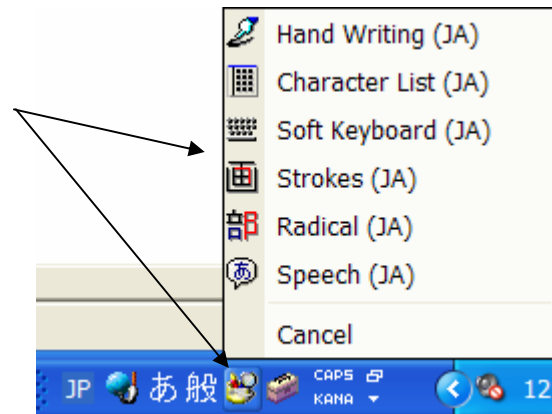 Hand Writing (JA)
Character List (JA)
Soft Keyboard (JA)
Strokes (JA)
Radical (JA)
Speech (JA)
Cancel
JP あ 般 CAPS
KANA
12